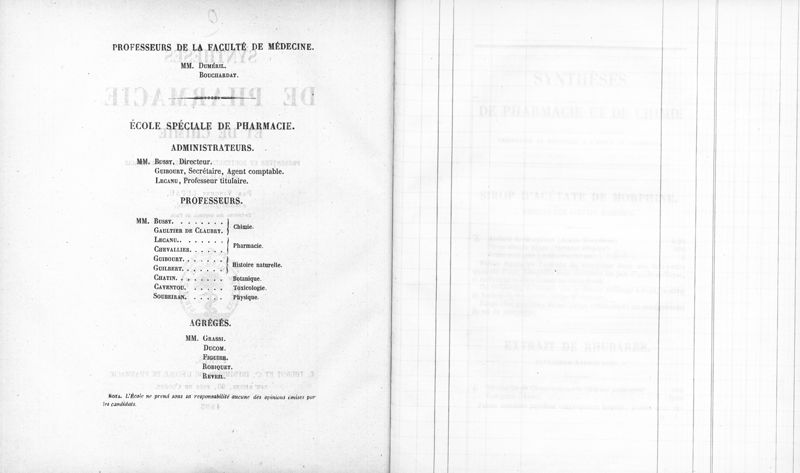 PROFESSEURS DE LA FACULTÉ DE MÉDECINE.
MM. Duméril.
Bouchardat.
ÉCOLE SPÉCIALE DE PHARMACIE.
ADMINISTRATEURS.
MM. Bussy, Directeur.
Guibourt, Secrétaire, Agent comptable.
Lecanu, Professeur titulaire.
PROFESSEURS.
MM. Bussy. . . . . . . .
Gaultier de Claubry. } Chimie.
Lecanu. . . . . . . .
Chevallier. . . . . . } Pharmacie.
Guibourt. . . . . . .
Guilbert. . . . . . . } Histoire naturelle.
Chatin. . . . . . . . Botanique.
Caventou. . . . . . Toxicologie.
Soubeiran. . . . . . Physique.
AGRÉGÉS.
MM. Grassi.
Ducom.
Figuier.
Robiquet.
Reveil.
Nota. L'École ne prend sous sa responsabilité aucune des opinions émises par
les candidats.
SYNTHÈSES
DE PHARMACIE ET DE CHIMIE
SIROP D'ACÉTATE DE MORPHINE.
EXTRAIT DE RHUBARBE.